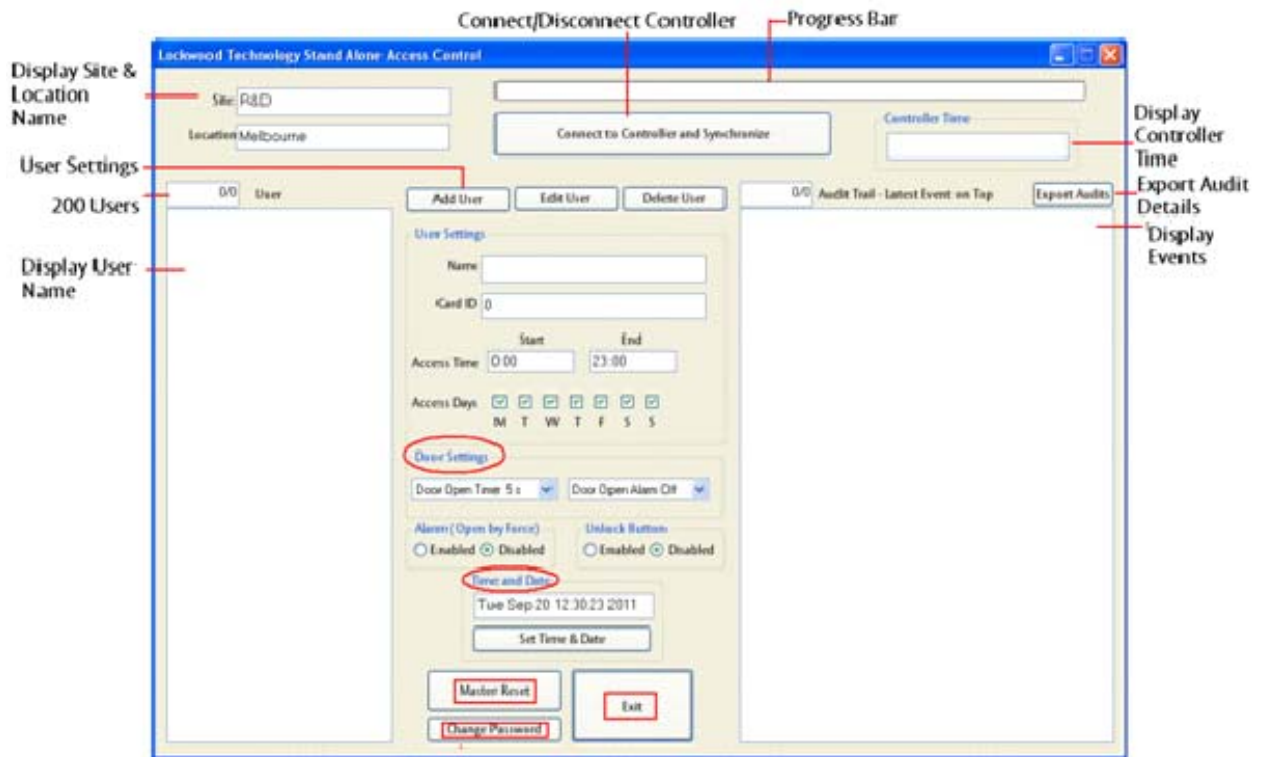 Connect/Disconnect Controller
Progress Bar
Lockwood Technology Stand Alone Access Control
Display Site &
Location
Name
Site R&D
Location Melbourne
Connect to Controller and Synchronize
Controller Time
Display
Controller
Time
User Settings
200 Users
0/0 User
Add User
Edit User
Delete User
0/0 Audit Trail - Latest Event on Top
Export Audits
Export Audit
Details
Display
Events
Display User
Name
User Settings
Name
Card ID 0
Start End
Access Time 0:00 23:00
Access Days
M T W T F S S
Door Settings
Door Open Timer 5 s
Door Open Alarm Off
Alarm (Open by Force)
Enabled Disabled
Unlock Button
Enabled Disabled
Time and Date
Tue Sep 20 12:30:23 2011
Set Time & Date
Master Reset
Exit
Change Password